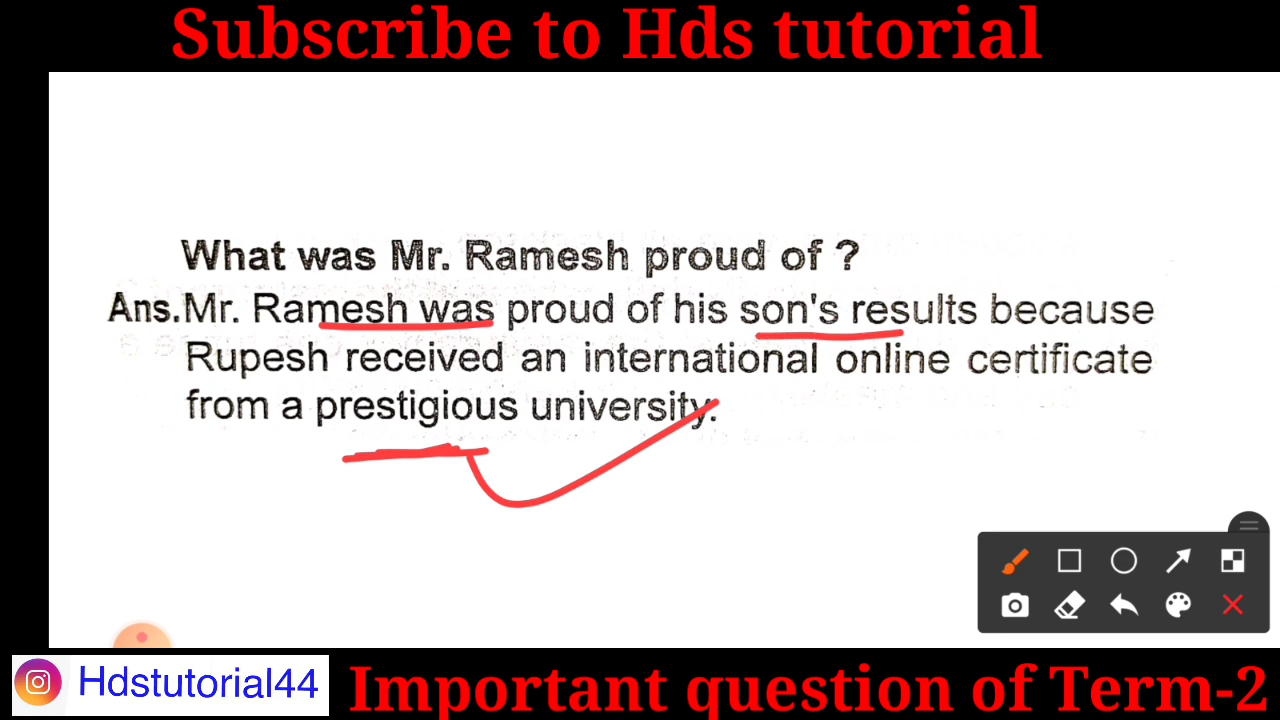 Subscribe to Hds tutorial
What was Mr. Ramesh proud of ?
Ans.Mr. Ramesh was proud of his son's results because
Rupesh received an international online certificate
from a prestigious university.
Hdstutorial44
Important question of Term-2